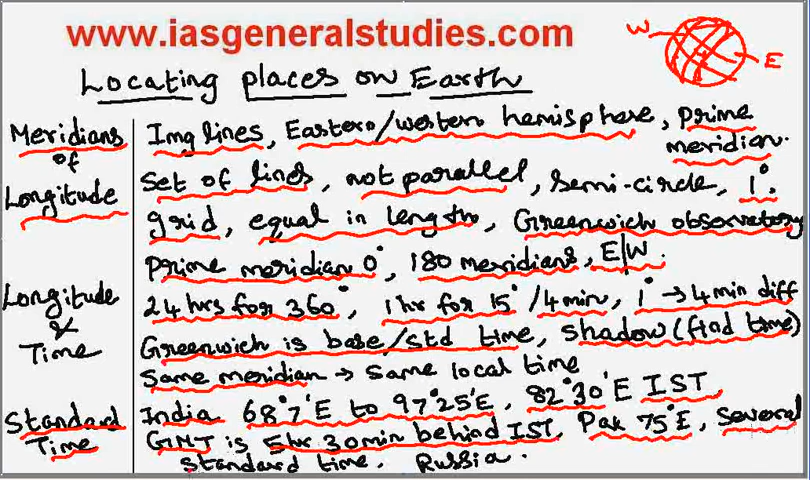 www.iasgeneralstudies.com
W
E
Locating places on Earth
Meridians of Longitude
Img lines, Eastern/western hemisphere, prime meridian.
Set of lines, not parallel, semi-circle, 1°.
grid, equal in length, Greenwich observatory
prime meridian 0°, 180 meridians, E/W.
Longitude & Time
24 hrs for 360°, 1 hr for 15°/4min, 1° → 4 min diff
Greenwich is base/std time, shadow (find time)
Same meridian → same local time
Standard Time
India 68°7'E to 97°25'E, 82°30'E IST
GMT is 5hr 30min behind IST, Pak 75°E, Several
standard time. Russia.